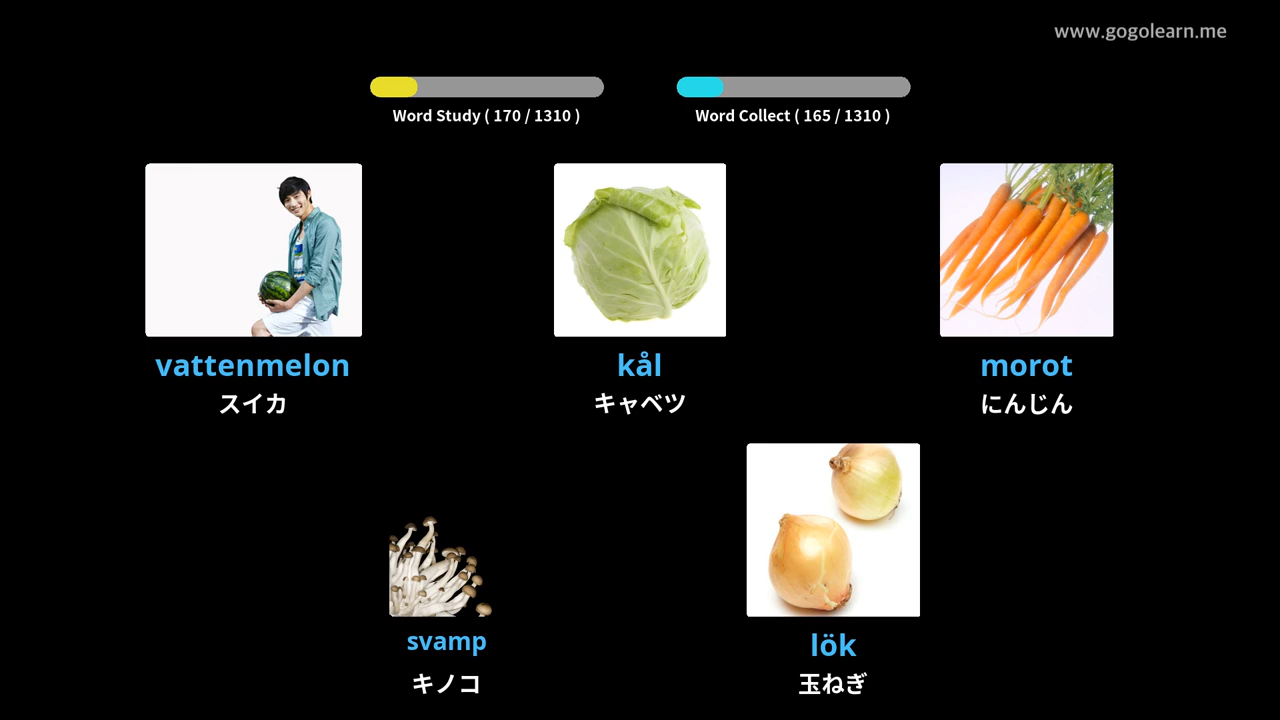 www.gogolearn.me
Word Study ( 170 / 1310 )
Word Collect ( 165 / 1310 )
vattenmelon
スイカ
kål
キャベツ
morot
にんじん
svamp
キノコ
lök
玉ねぎ